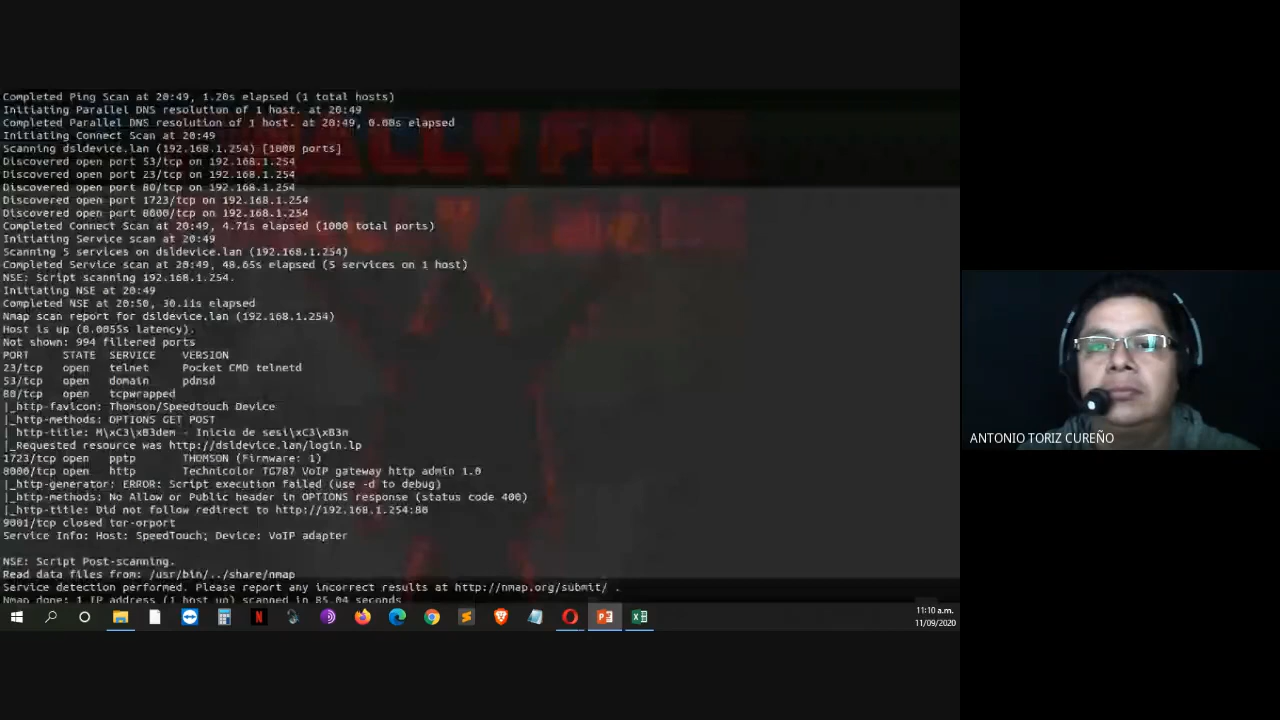 Completed Ping Scan at 20:49, 1.20s elapsed (1 total hosts)
Initiating Parallel DNS resolution of 1 host. at 20:49
Completed Parallel DNS resolution of 1 host. at 20:49, 0.00s elapsed
Initiating Connect Scan at 20:49
Scanning dsldevice.lan (192.168.1.254) [1000 ports]
Discovered open port 53/tcp on 192.168.1.254
Discovered open port 23/tcp on 192.168.1.254
Discovered open port 80/tcp on 192.168.1.254
Discovered open port 1723/tcp on 192.168.1.254
Discovered open port 8000/tcp on 192.168.1.254
Completed Connect Scan at 20:49, 4.71s elapsed (1000 total ports)
Initiating Service scan at 20:49
Scanning 5 services on dsldevice.lan (192.168.1.254)
Completed Service scan at 20:49, 48.65s elapsed (5 services on 1 host)
NSE: Script scanning 192.168.1.254.
Initiating NSE at 20:49
Completed NSE at 20:50, 30.11s elapsed
Nmap scan report for dsldevice.lan (192.168.1.254)
Host is up (0.0055s latency).
Not shown: 994 filtered ports
PORT STATE SERVICE VERSION
23/tcp open telnet Pocket CMD telnetd
53/tcp open domain pdnsd
80/tcp open tcpwrapped
|_http-favicon: Thomson/Speedtouch Device
|_http-methods: OPTIONS GET POST
| http-title: M\xC3\xB3dem - Inicio de sesi\xC3\xB3n
|_Requested resource was http://dsldevice.lan/login.lp
1723/tcp open pptp THOMSON (Firmware: 1)
8000/tcp open http Technicolor TG787 VoIP gateway http admin 1.0
|_http-generator: ERROR: Script execution failed (use -d to debug)
|_http-methods: No Allow or Public header in OPTIONS response (status code 400)
|_http-title: Did not follow redirect to http://192.168.1.254:80
9001/tcp closed tor-orport
Service Info: Host: SpeedTouch; Device: VoIP adapter
NSE: Script Post-scanning.
Read data files from: /usr/bin/../share/nmap
Service detection performed. Please report any incorrect results at http://nmap.org/submit/ .
Nmap done: 1 IP address (1 host up) scanned in 85.04 seconds
11:10 a.m.
11/09/2020
ANTONIO TORIZ CUREÑO